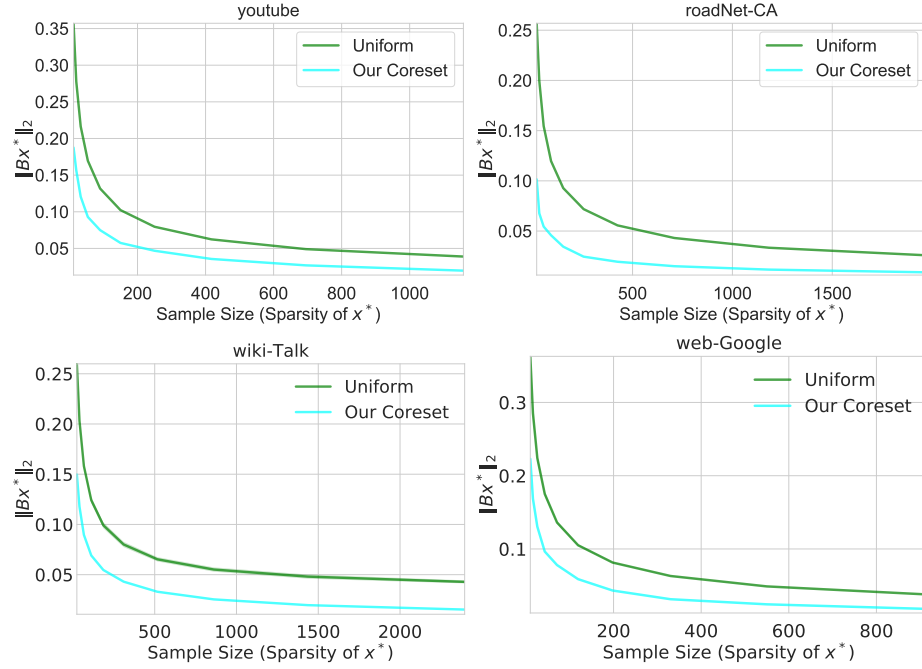 youtube
Uniform
Our Coreset
0.35
0.30
0.25
0.20
0.15
0.10
0.05
‖Bx*‖₂
200 400 600 800 1000
Sample Size (Sparsity of x*)
roadNet-CA
Uniform
Our Coreset
0.25
0.20
0.15
0.10
0.05
‖Bx*‖₂
500 1000 1500
Sample Size (Sparsity of x*)
wiki-Talk
Uniform
Our Coreset
0.25
0.20
0.15
0.10
0.05
‖Bx*‖₂
500 1000 1500 2000
Sample Size (Sparsity of x*)
web-Google
Uniform
Our Coreset
0.3
0.2
0.1
‖Bx*‖₂
200 400 600 800
Sample Size (Sparsity of x*)